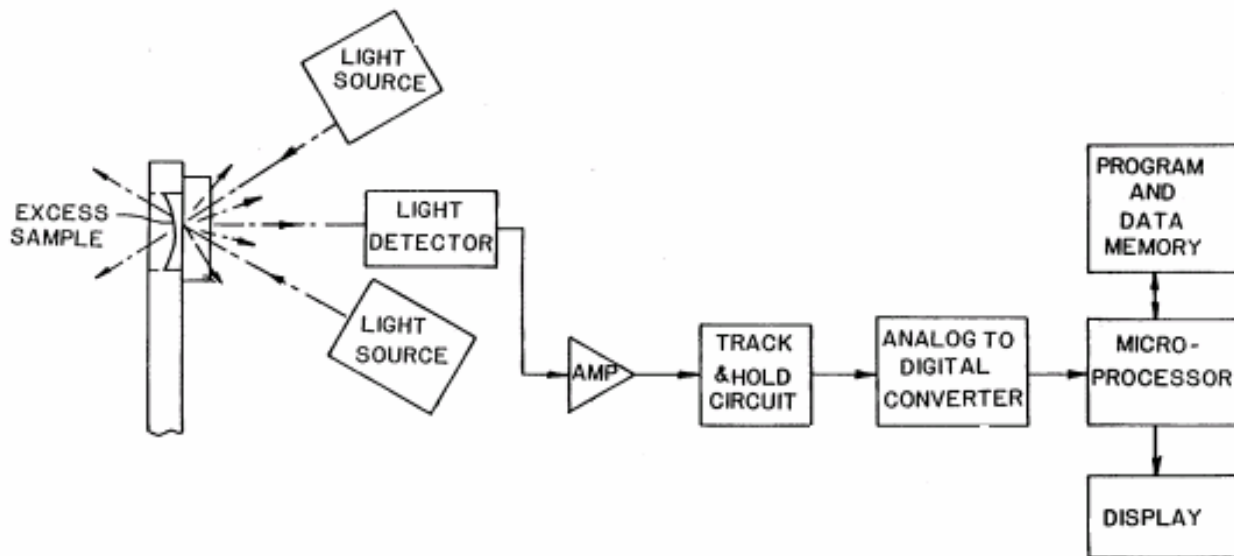 LIGHT
SOURCE
EXCESS
SAMPLE
LIGHT
DETECTOR
LIGHT
SOURCE
AMP
TRACK
&HOLD
CIRCUIT
ANALOG TO
DIGITAL
CONVERTER
PROGRAM
AND
DATA
MEMORY
MICRO-
PROCESSOR
DISPLAY